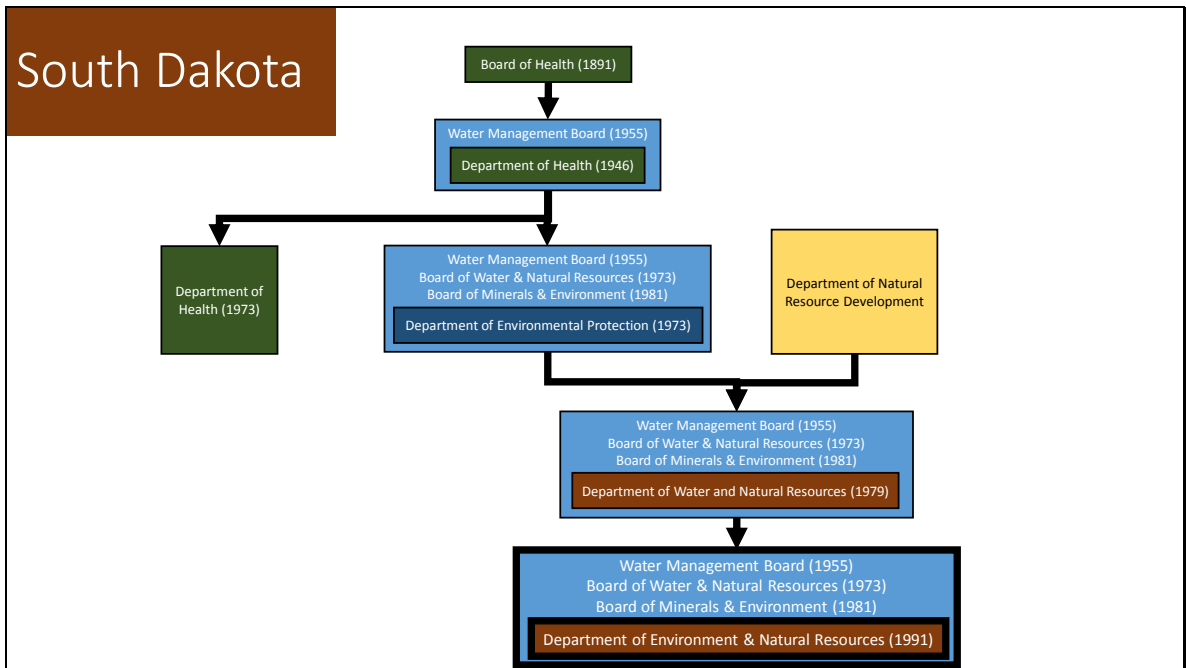 South Dakota
Board of Health (1891)
Water Management Board (1955)
Department of Health (1946)
Department of
Health (1973)
Water Management Board (1955)
Board of Water & Natural Resources (1973)
Board of Minerals & Environment (1981)
Department of Environmental Protection (1973)
Department of Natural
Resource Development
Water Management Board (1955)
Board of Water & Natural Resources (1973)
Board of Minerals & Environment (1981)
Department of Water and Natural Resources (1979)
Water Management Board (1955)
Board of Water & Natural Resources (1973)
Board of Minerals & Environment (1981)
Department of Environment & Natural Resources (1991)